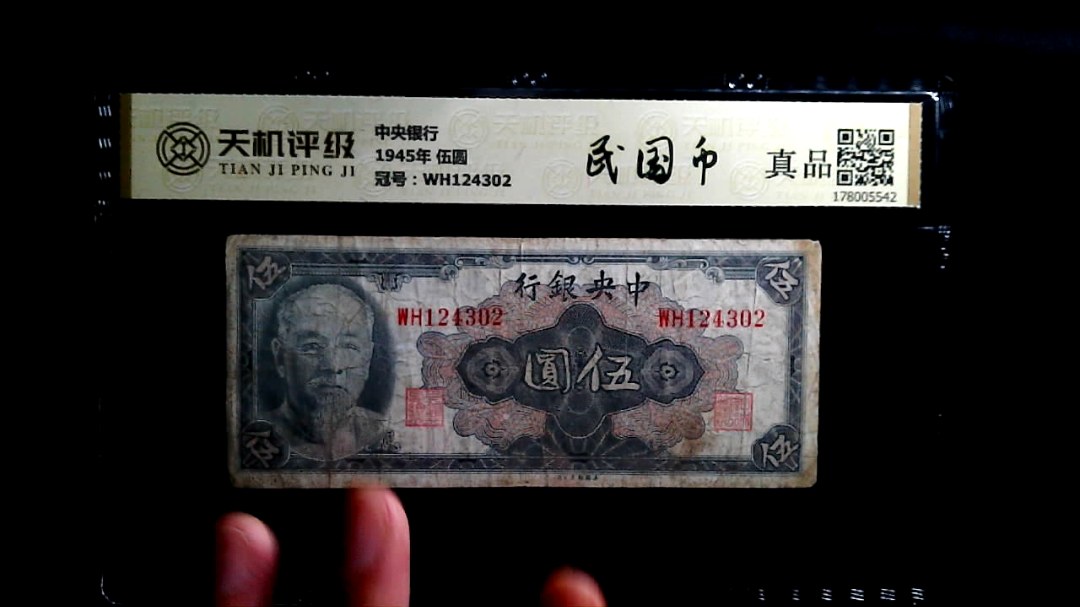 天机评级
TIAN JI PING JI
中央银行
1945年 伍圆
冠号：WH124302
民国币
真品
178005542
伍
伍
行銀央中
WH124302
WH124302
圓伍
伍
伍